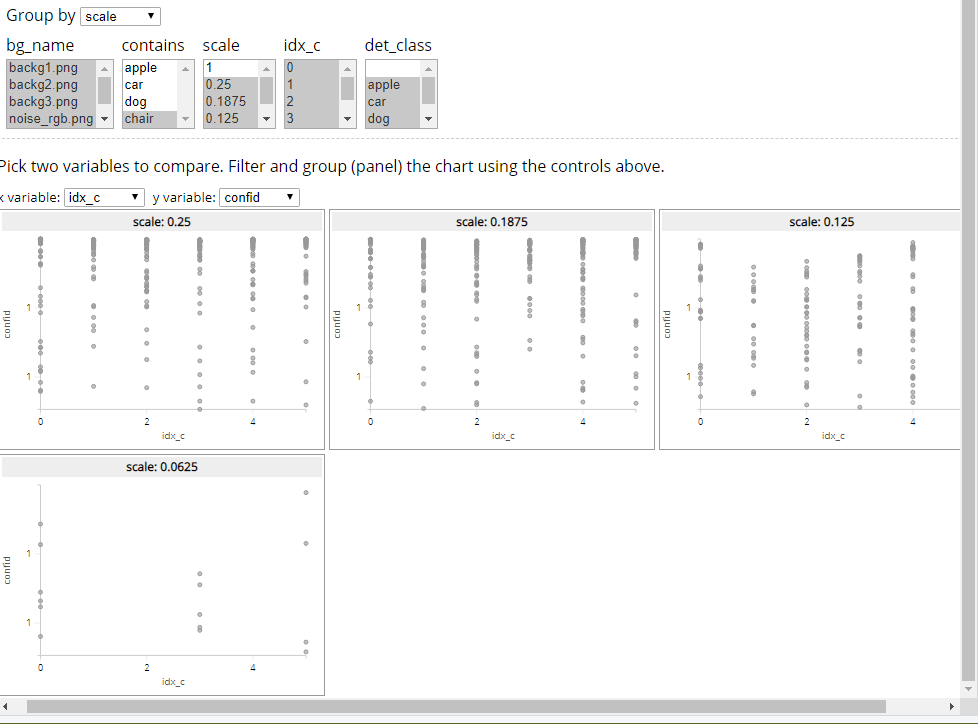 Group by scale
bg_name contains scale idx_c det_class
backg1.png apple 1 0
backg2.png car 0.25 1 apple
backg3.png dog 0.1875 2 car
noise_rgb.png chair 0.125 3 dog
Pick two variables to compare. Filter and group (panel) the chart using the controls above.
x variable: idx_c y variable: confid
scale: 0.25 scale: 0.1875 scale: 0.125
1 1 1
confid confid confid
1 1 1
0 2 4 0 2 4 0 2 4
idx_c idx_c idx_c
scale: 0.0625
1
confid
1
0 2 4
idx_c